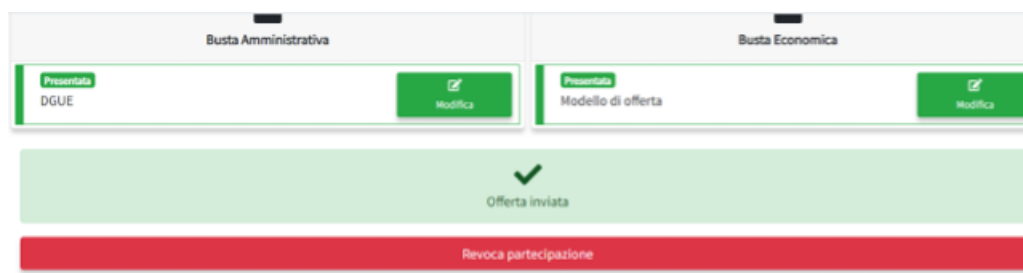 Busta Amministrativa
Presentata
DGUE
Modifica
Busta Economica
Presentata
Modello di offerta
Modifica
Offerta inviata
Revoca partecipazione